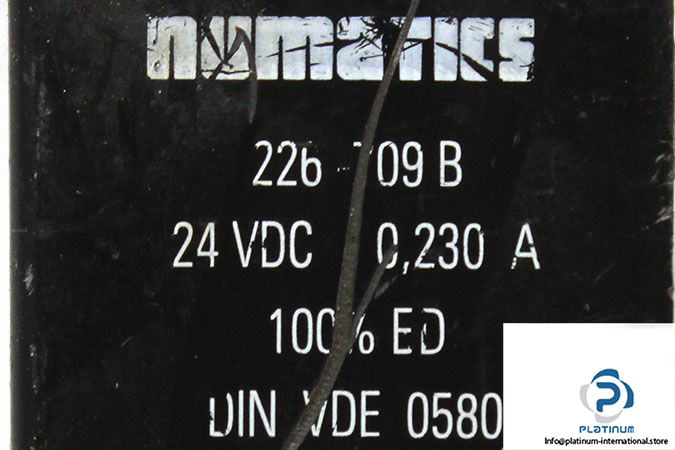 numatics
226-709 B
24 VDC 0,230 A
100% ED
DIN VDE 0580
PLATINUM
Info@platinum-international.store